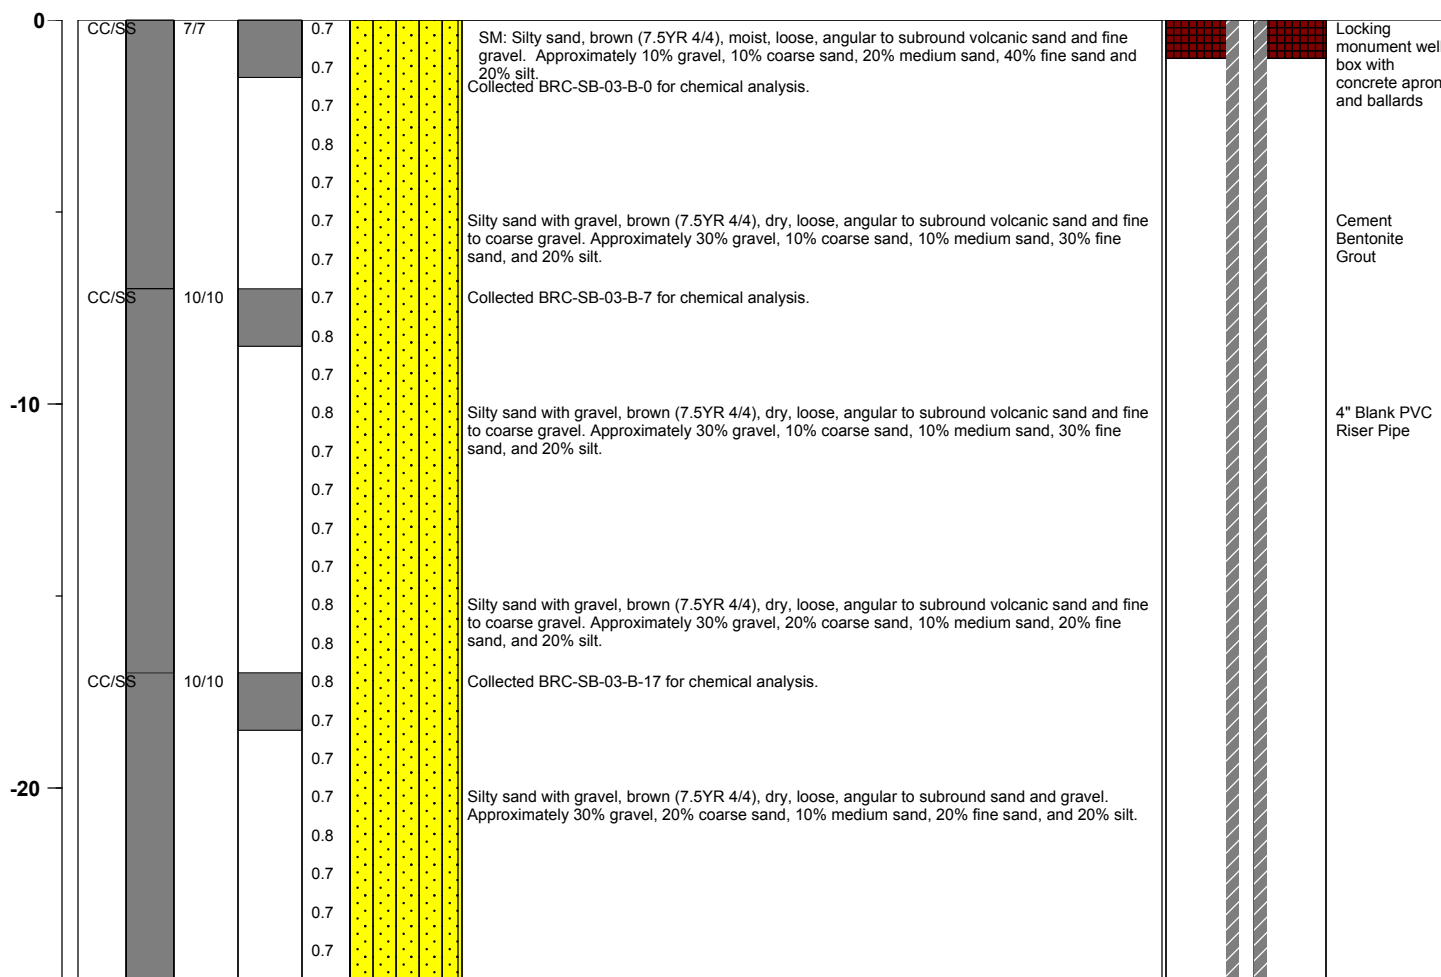 0
CC/SS 7/7 0.7
SM: Silty sand, brown (7.5YR 4/4), moist, loose, angular to subround volcanic sand and fine
gravel. Approximately 10% gravel, 10% coarse sand, 20% medium sand, 40% fine sand and
20% silt.
Locking
monument well
box with
concrete apron
and ballards
0.7
Collected BRC-SB-03-B-0 for chemical analysis.
0.7
0.8
0.7
0.7
Silty sand with gravel, brown (7.5YR 4/4), dry, loose, angular to subround volcanic sand and fine
to coarse gravel. Approximately 30% gravel, 10% coarse sand, 10% medium sand, 30% fine
sand, and 20% silt.
Cement
Bentonite
Grout
0.7
CC/SS 10/10 0.7 Collected BRC-SB-03-B-7 for chemical analysis.
0.8
0.7
-10
0.8
Silty sand with gravel, brown (7.5YR 4/4), dry, loose, angular to subround volcanic sand and fine
to coarse gravel. Approximately 30% gravel, 10% coarse sand, 10% medium sand, 30% fine
sand, and 20% silt.
4" Blank PVC
Riser Pipe
0.7
0.7
0.7
0.7
0.8
Silty sand with gravel, brown (7.5YR 4/4), dry, loose, angular to subround volcanic sand and fine
to coarse gravel. Approximately 30% gravel, 20% coarse sand, 10% medium sand, 20% fine
sand, and 20% silt.
0.8
CC/SS 10/10 0.8 Collected BRC-SB-03-B-17 for chemical analysis.
0.7
0.7
-20
0.7
Silty sand with gravel, brown (7.5YR 4/4), dry, loose, angular to subround sand and gravel.
Approximately 30% gravel, 20% coarse sand, 10% medium sand, 20% fine sand, and 20% silt.
0.8
0.7
0.7
0.7